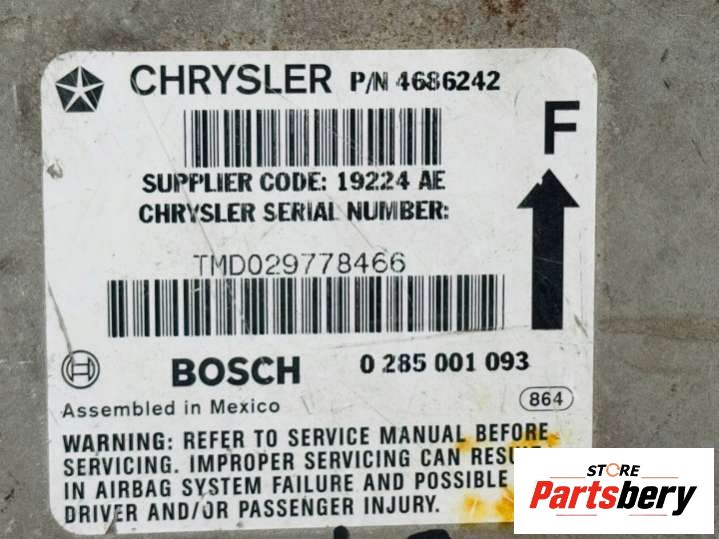 CHRYSLER P/N 4686242
F
SUPPLIER CODE: 19224 AE
CHRYSLER SERIAL NUMBER:
TMD029778466
BOSCH 0 285 001 093
Assembled in Mexico 864
WARNING: REFER TO SERVICE MANUAL BEFORE
SERVICING. IMPROPER SERVICING CAN RESULT
IN AIRBAG SYSTEM FAILURE AND POSSIBLE
DRIVER AND/OR PASSENGER INJURY.
STORE
Partsbery